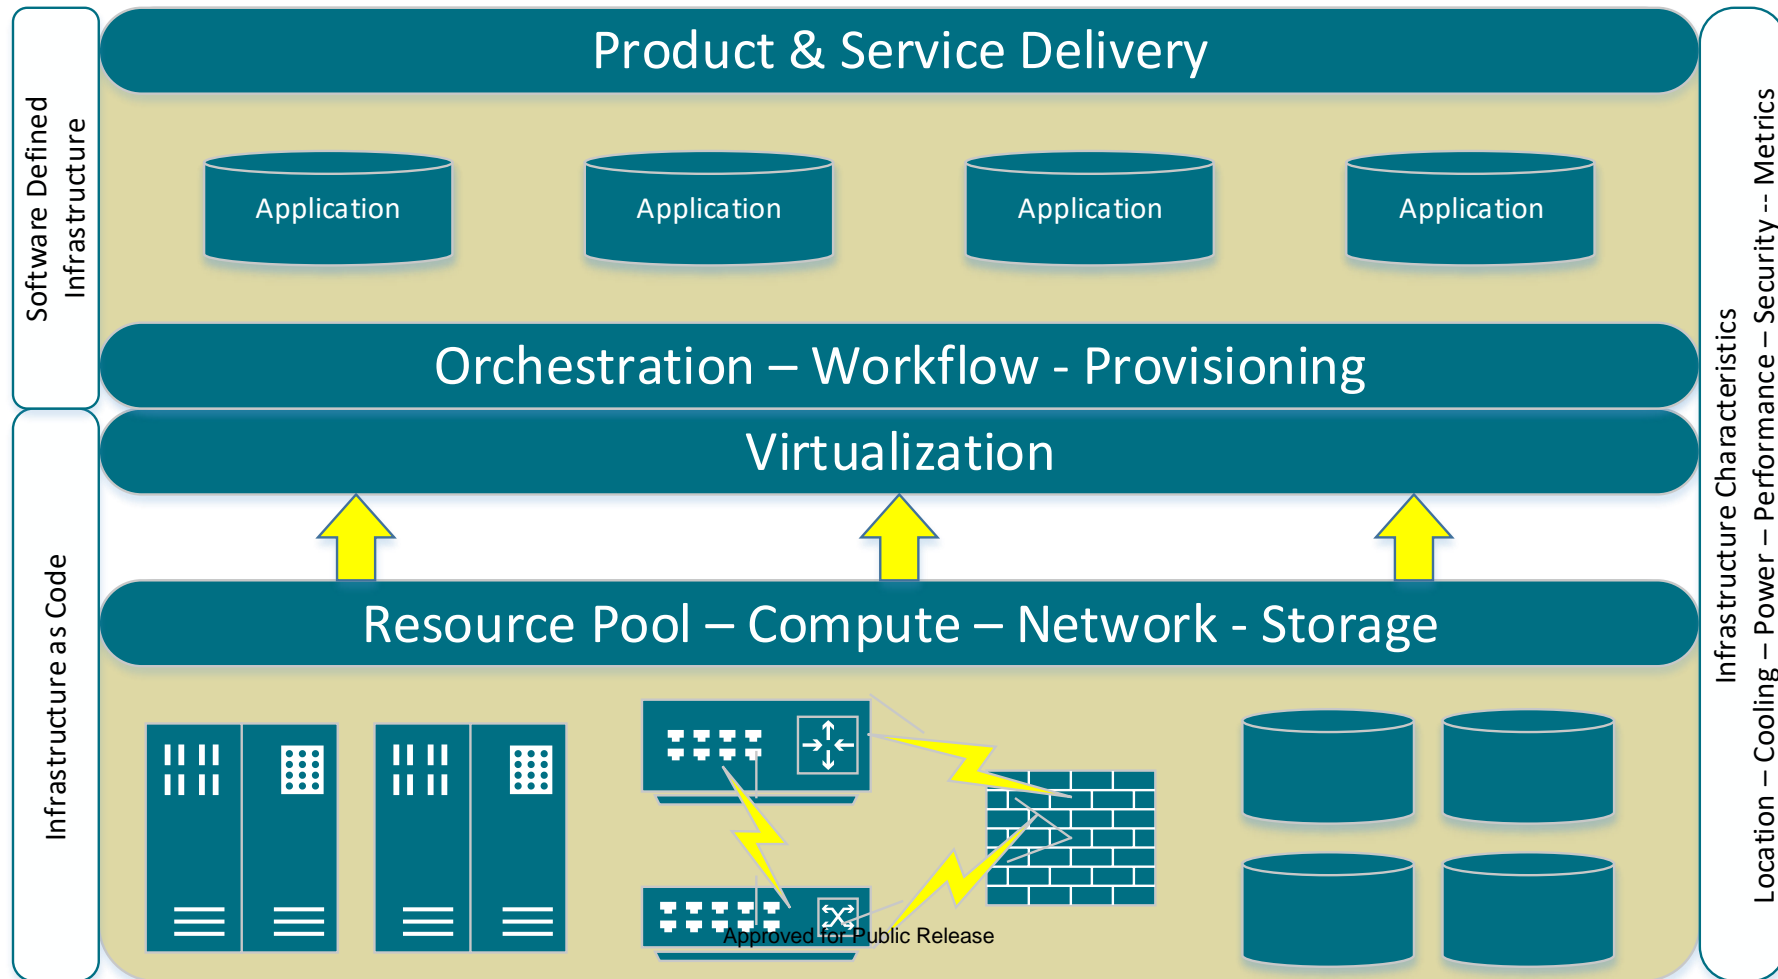 Product & Service Delivery
Software Defined
Infrastructure
Application
Application
Application
Application
Orchestration – Workflow - Provisioning
Virtualization
Infrastructure as Code
Resource Pool – Compute – Network - Storage
Approved for Public Release
Infrastructure Characteristics
Location – Cooling – Power – Performance – Security -- Metrics